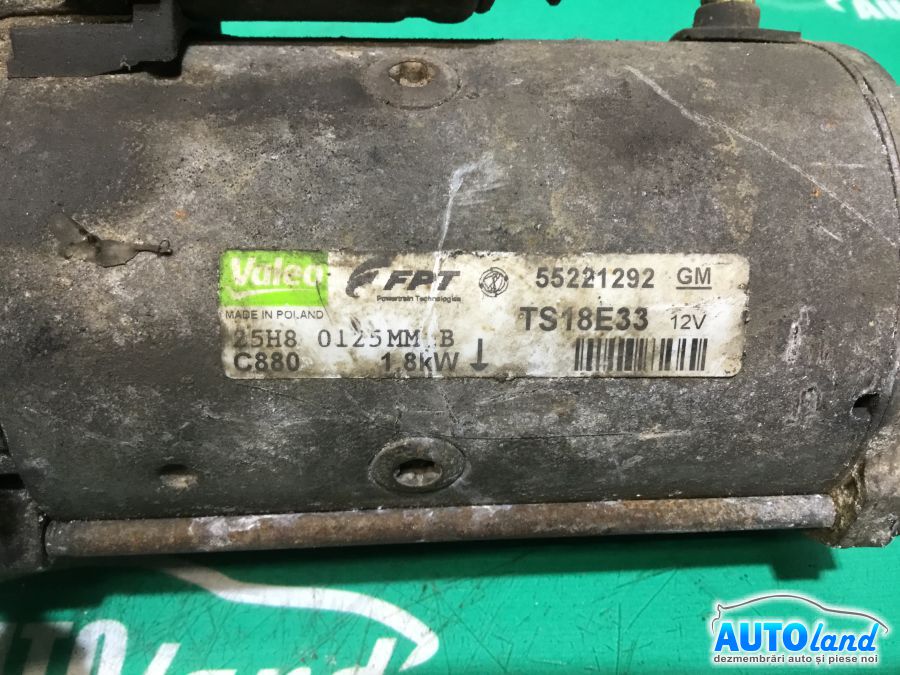 Valeo FPT 55221292 GM
Powertrain Technologies
MADE IN POLAND TS18E33 12V
25H8 0125MM B
C880 1,8kW
AUTOland
AUTOland
dezmembrări auto și piese noi